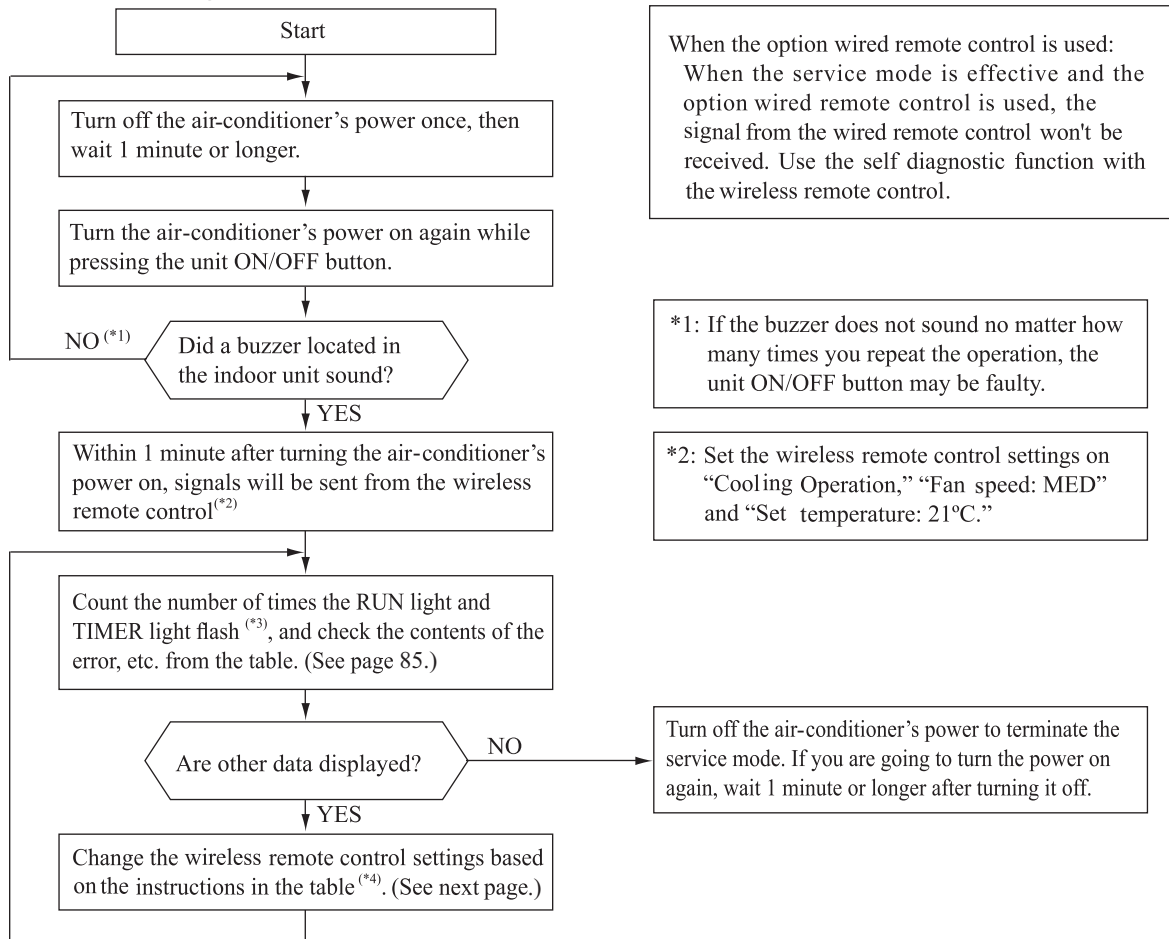 Start
Turn off the air-conditioner's power once, then
wait 1 minute or longer.
Turn the air-conditioner's power on again while
pressing the unit ON/OFF button.
NO (*1)
Did a buzzer located in
the indoor unit sound?
YES
Within 1 minute after turning the air-conditioner's
power on, signals will be sent from the wireless
remote control(*2)
Count the number of times the RUN light and
TIMER light flash (*3), and check the contents of the
error, etc. from the table. (See page 85.)
Are other data displayed?
NO
YES
Change the wireless remote control settings based
on the instructions in the table(*4). (See next page.)
When the option wired remote control is used:
When the service mode is effective and the
option wired remote control is used, the
signal from the wired remote control won't be
received. Use the self diagnostic function with
the wireless remote control.
*1: If the buzzer does not sound no matter how
many times you repeat the operation, the
unit ON/OFF button may be faulty.
*2: Set the wireless remote control settings on
“Cooling Operation,” “Fan speed: MED”
and “Set temperature: 21ºC.”
Turn off the air-conditioner's power to terminate the
service mode. If you are going to turn the power on
again, wait 1 minute or longer after turning it off.